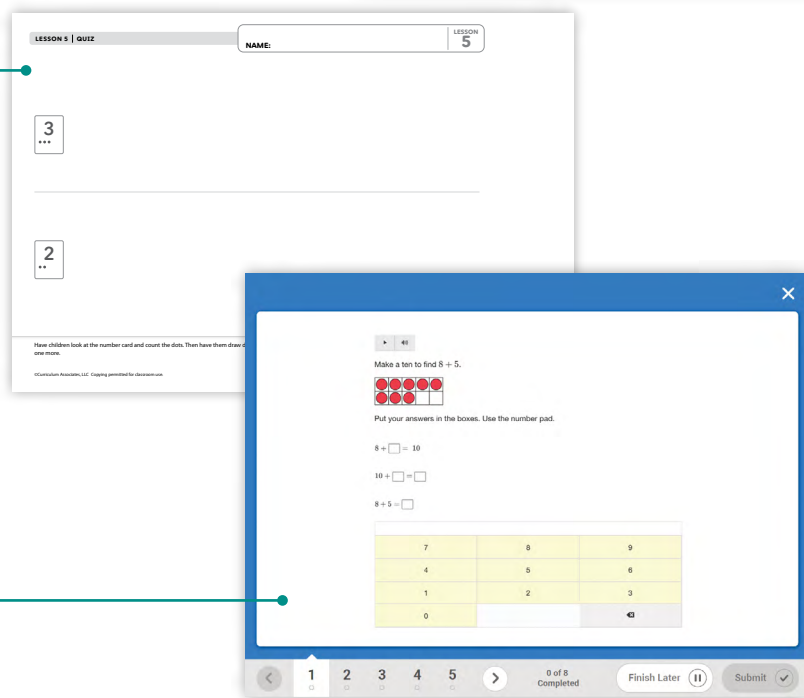 LESSON 5 | QUIZ
NAME:
LESSON
5
3
2
Have children look at the number card and count the dots. Then have them draw
one more.
©Curriculum Associates, LLC Copying permitted for classroom use.
Make a ten to find 8 + 5.
Put your answers in the boxes. Use the number pad.
8 + □ = 10
10 + □ = □
8 + 5 = □
7 8 9
4 5 6
1 2 3
0
1 2 3 4 5
0 of 8
Completed
Finish Later
Submit